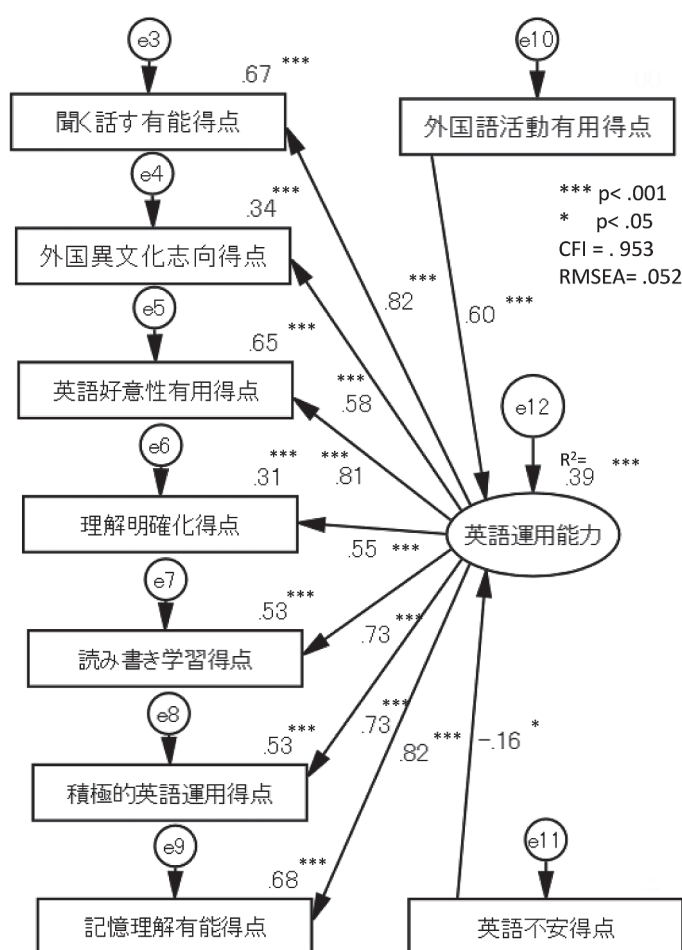 e3
e10
.67 ***
聞く話す有能得点
外国語活動有用得点
e4
*** p< .001
* p< .05
CFI = . 953
RMSEA= .052
.34 ***
外国異文化志向得点
e5
.82 ***
.60 ***
.65 ***
英語好意性有用得点
***
.58
e12
e6
.31 ***
***
.81
R²=
.39 ***
理解明確化得点
英語運用能力
.55 ***
e7
.53 ***
読み書き学習得点
.73 ***
e8
.53 ***
.73 ***
.82 ***
-.16 *
積極的英語運用得点
e9
e11
.68 ***
記憶理解有能得点
英語不安得点